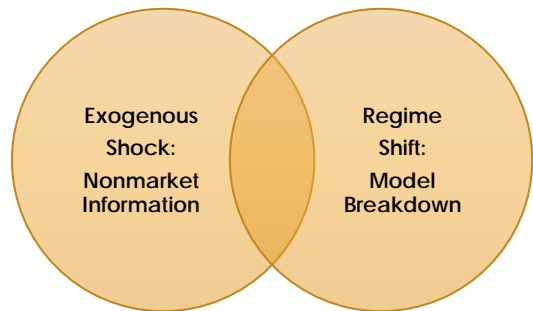 Exogenous
Shock:
Nonmarket
Information
Regime
Shift:
Model
Breakdown